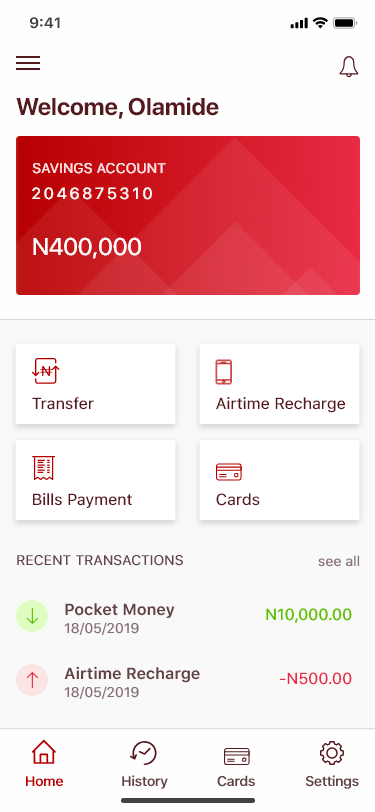 9:41
Welcome, Olamide
SAVINGS ACCOUNT
2046875310
N400,000
Transfer
Airtime Recharge
Bills Payment
Cards
RECENT TRANSACTIONS
see all
Pocket Money
N10,000.00
18/05/2019
Airtime Recharge
-N500.00
18/05/2019
Home
History
Cards
Settings